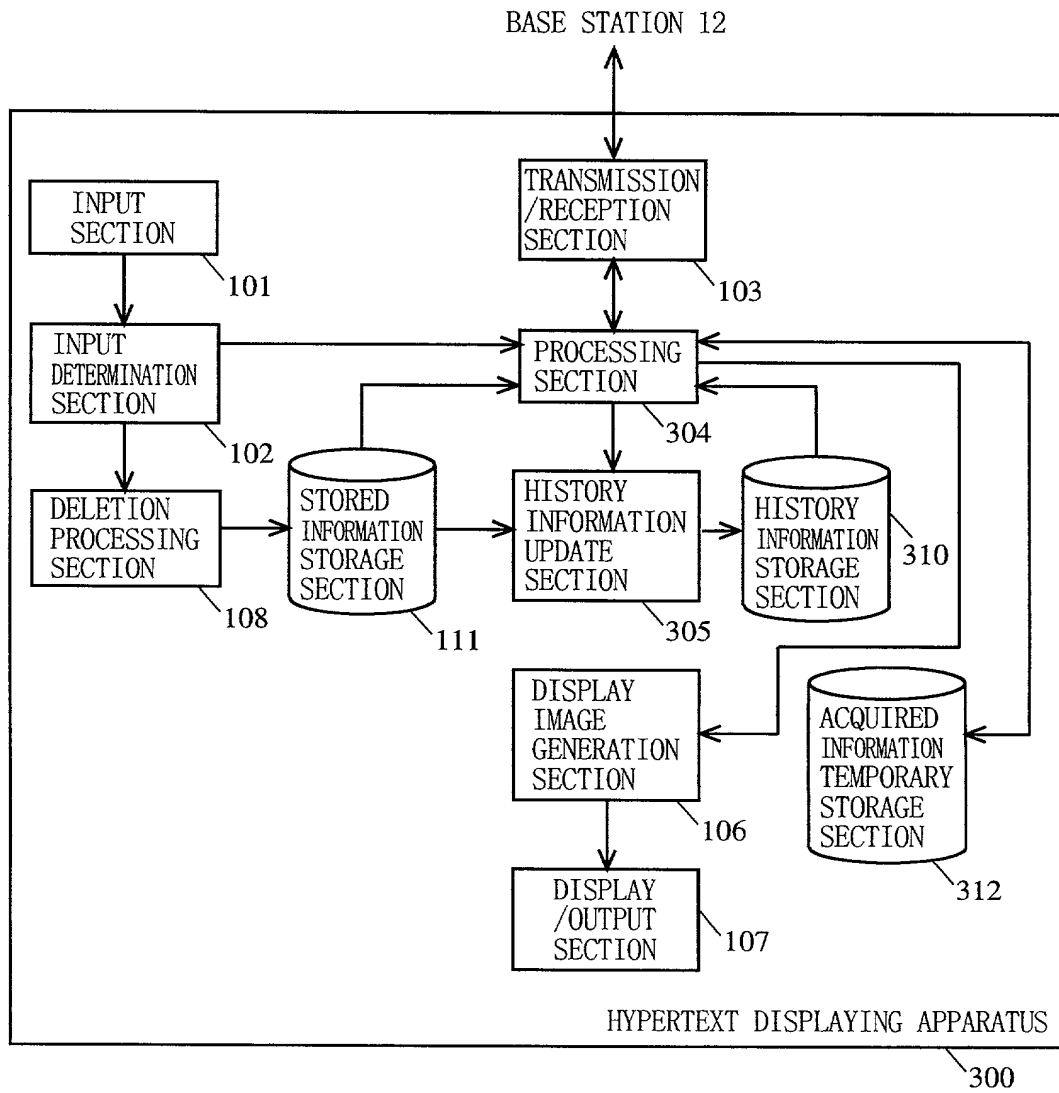 BASE STATION 12
TRANSMISSION
/RECEPTION
SECTION
103
INPUT
SECTION
101
INPUT
DETERMINATION
SECTION
102
PROCESSING
SECTION
304
DELETION
PROCESSING
SECTION
108
STORED
INFORMATION
STORAGE
SECTION
111
HISTORY
INFORMATION
UPDATE
SECTION
305
HISTORY
INFORMATION
STORAGE
SECTION
310
DISPLAY
IMAGE
GENERATION
SECTION
106
ACQUIRED
INFORMATION
TEMPORARY
STORAGE
SECTION
312
DISPLAY
/OUTPUT
SECTION
107
HYPERTEXT DISPLAYING APPARATUS
300